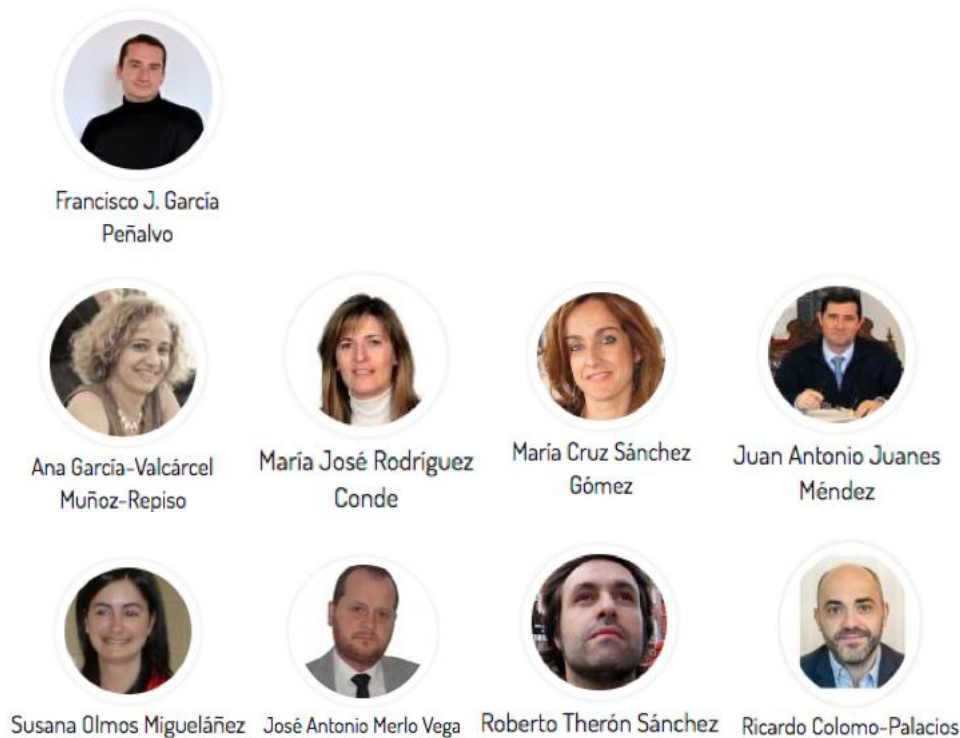 Francisco J. García
Peñalvo
Ana García-Valcárcel
Muñoz-Repiso
María José Rodríguez
Conde
María Cruz Sánchez
Gómez
Juan Antonio Juanes
Méndez
Susana Olmos Migueláñez
José Antonio Merlo Vega
Roberto Therón Sánchez
Ricardo Colomo-Palacios